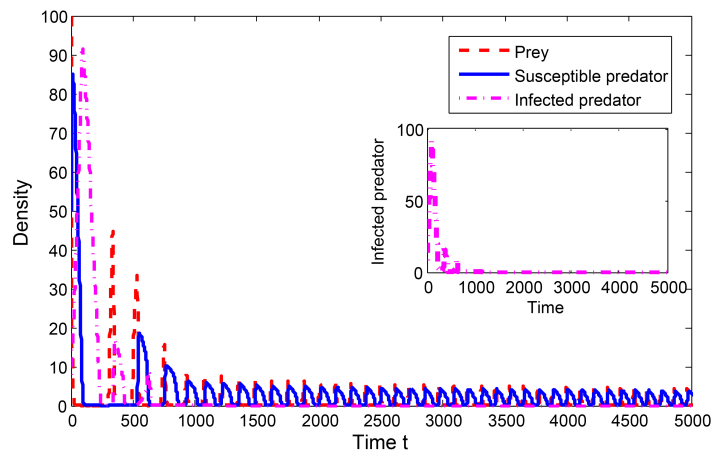 100
90
80
70
60
50
40
30
20
10
0
Density
0 500 1000 1500 2000 2500 3000 3500 4000 4500 5000
Time t
Prey
Susceptible predator
Infected predator
100
50
0
Infected predator
0 1000 2000 3000 4000 5000
Time